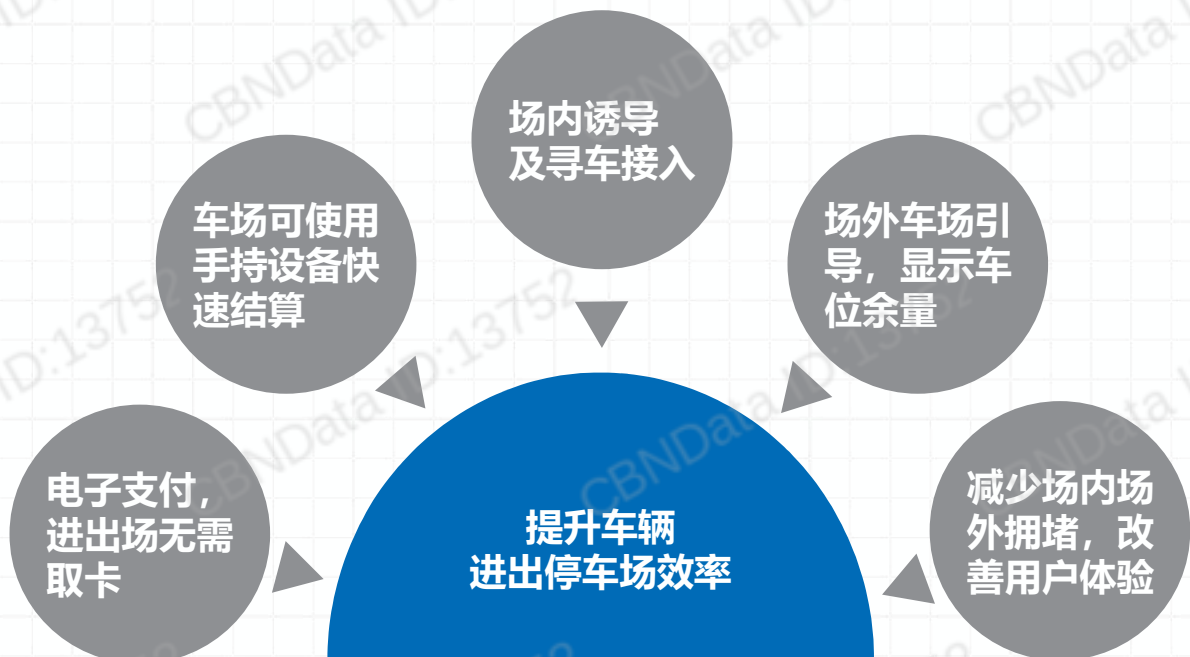 场内诱导
及寻车接入
车场可使用
手持设备快
速结算
场外车场引
导，显示车
位余量
电子支付，
进出场无需
取卡
提升车辆
进出停车场效率
减少场内场
外拥堵，改
善用户体验
CBNData ID:13752